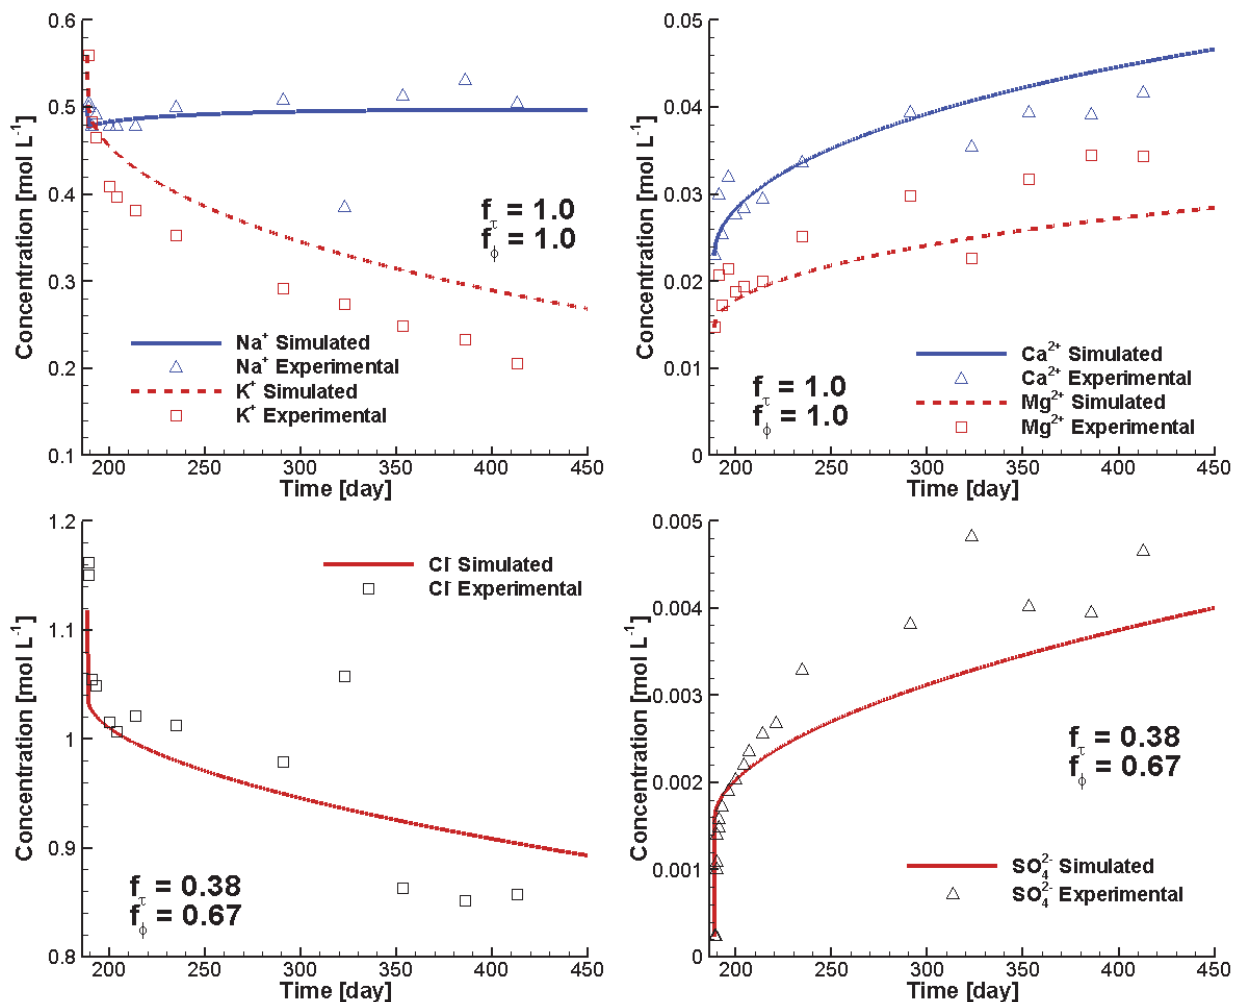 0.6
0.5
0.4
0.3
0.2
0.1
Concentration [mol L⁻¹]
fτ = 1.0
fϕ = 1.0
Na⁺ Simulated
Na⁺ Experimental
K⁺ Simulated
K⁺ Experimental
200 250 300 350 400 450
Time [day]
0.05
0.04
0.03
0.02
0.01
0
Concentration [mol L⁻¹]
Ca²⁺ Simulated
Ca²⁺ Experimental
Mg²⁺ Simulated
Mg²⁺ Experimental
fτ = 1.0
fϕ = 1.0
200 250 300 350 400 450
Time [day]
1.2
1.1
1
0.9
0.8
Concentration [mol L⁻¹]
Cl⁻ Simulated
Cl⁻ Experimental
fτ = 0.38
fϕ = 0.67
200 250 300 350 400 450
Time [day]
0.005
0.004
0.003
0.002
0.001
0
Concentration [mol L⁻¹]
fτ = 0.38
fϕ = 0.67
SO₄²⁻ Simulated
SO₄²⁻ Experimental
200 250 300 350 400 450
Time [day]